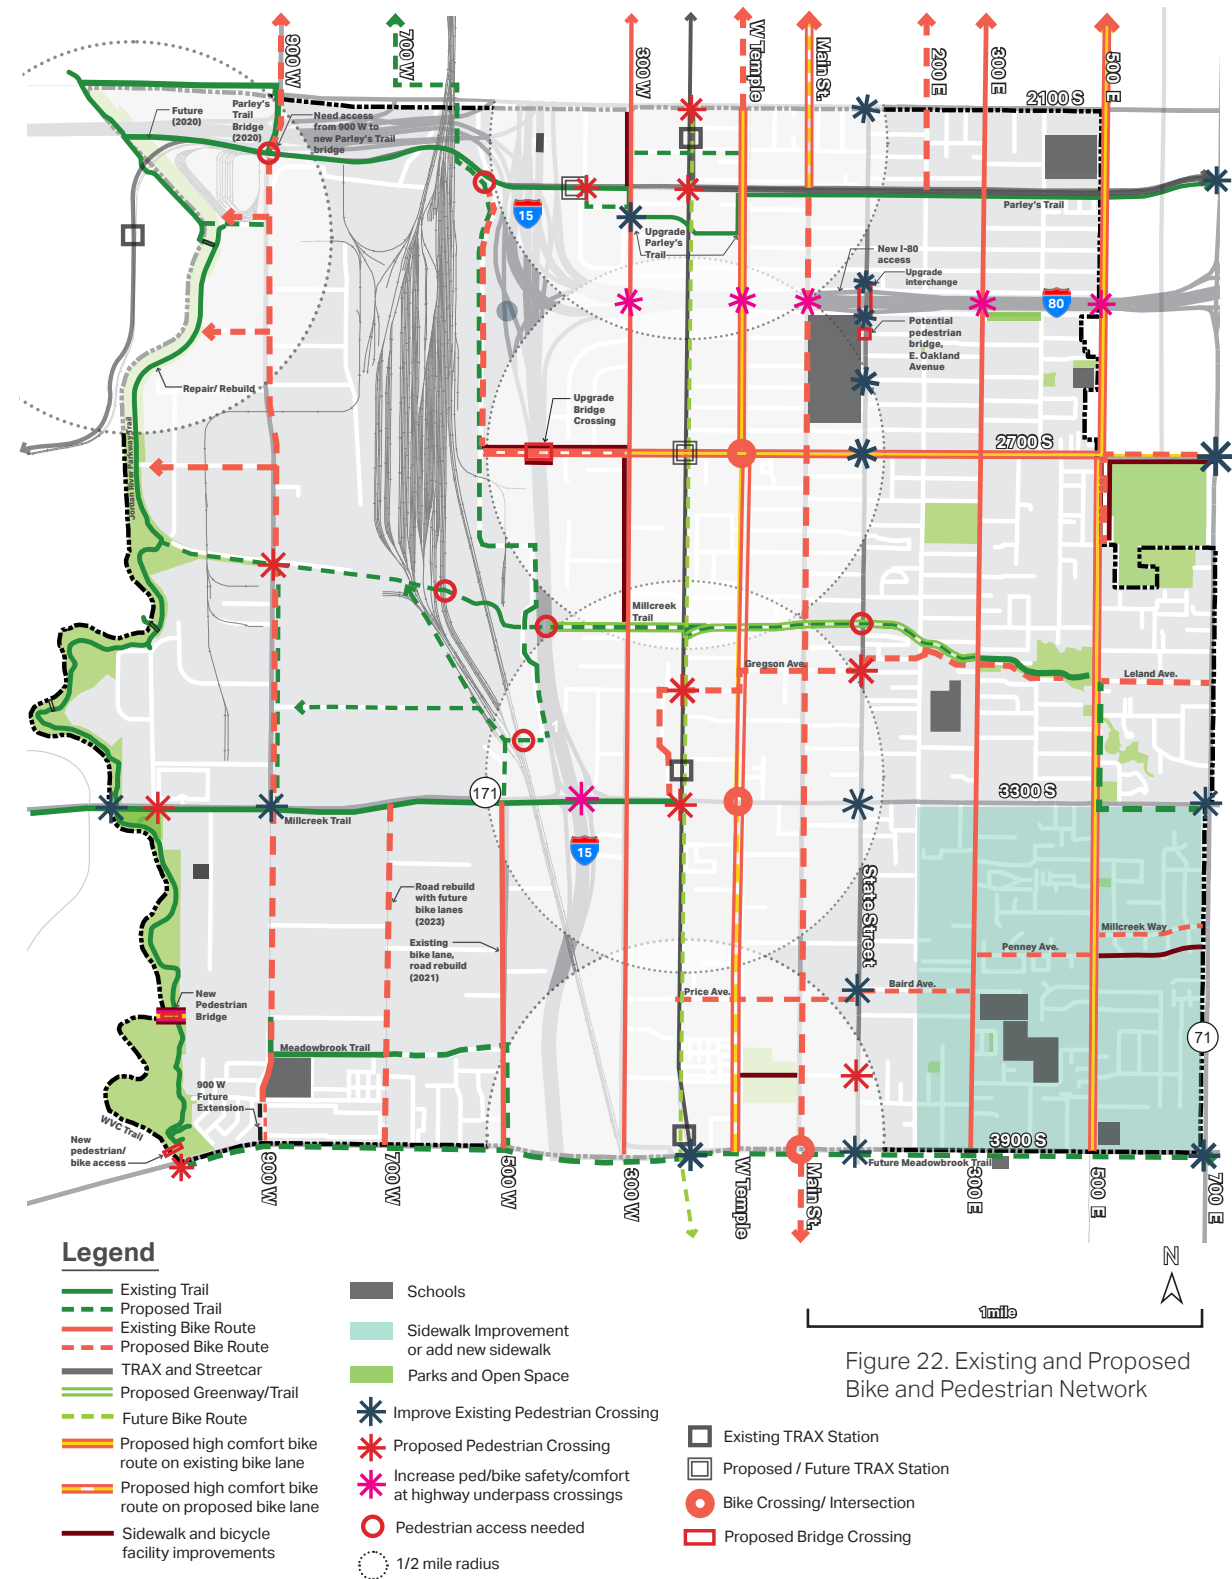 900 W
700 W
300 W
W Temple
Main St.
200 E
300 E
500 E
2100 S
Future
(2020)
Parley's
Trail
Bridge
(2020)
Need access
from 900 W to
new Parley's Trail
bridge
15
Parley's Trail
Upgrade
Parley's
Trail
New I-80
access
Upgrade
interchange
80
Potential
pedestrian
bridge,
E. Oakland
Avenue
Repair/ Rebuild
Upgrade
Bridge
Crossing
2700 S
Jordan River Parkway Trail
Millcreek
Trail
Gregson Ave.
Leland Ave.
171
3300 S
Millcreek Trail
15
State Street
Road rebuild
with future
bike lanes
(2023)
Existing
bike lane,
road rebuild
(2021)
Millcreek Way
Penney Ave.
Price Ave.
Baird Ave.
New
Pedestrian
Bridge
71
Meadowbrook Trail
900 W
Future
Extension
WVC Trail
New
pedestrian/
bike access
3900 S
Future Meadowbrook Trail
900 W
700 W
500 W
300 W
W Temple
Main St.
300 E
500 E
700 E
Legend
Existing Trail
Proposed Trail
Existing Bike Route
Proposed Bike Route
TRAX and Streetcar
Proposed Greenway/Trail
Future Bike Route
Proposed high comfort bike
route on existing bike lane
Proposed high comfort bike
route on proposed bike lane
Sidewalk and bicycle
facility improvements
Schools
Sidewalk Improvement
or add new sidewalk
Parks and Open Space
Improve Existing Pedestrian Crossing
Proposed Pedestrian Crossing
Increase ped/bike safety/comfort
at highway underpass crossings
Pedestrian access needed
1/2 mile radius
Existing TRAX Station
Proposed / Future TRAX Station
Bike Crossing/ Intersection
Proposed Bridge Crossing
N
1mile
Figure 22. Existing and Proposed
Bike and Pedestrian Network